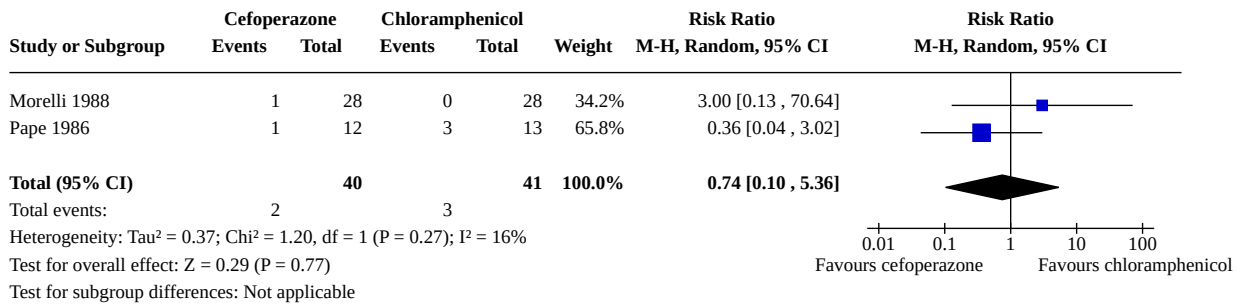 Cefoperazone Chloramphenicol Risk Ratio Risk Ratio
Study or Subgroup Events Total Events Total Weight M-H, Random, 95% CI M-H, Random, 95% CI
Morelli 1988 1 28 0 28 34.2% 3.00 [0.13 , 70.64]
Pape 1986 1 12 3 13 65.8% 0.36 [0.04 , 3.02]
Total (95% CI) 40 41 100.0% 0.74 [0.10 , 5.36]
Total events: 2 3
Heterogeneity: Tau² = 0.37; Chi² = 1.20, df = 1 (P = 0.27); I² = 16%
0.01 0.1 1 10 100
Test for overall effect: Z = 0.29 (P = 0.77) Favours cefoperazone Favours chloramphenicol
Test for subgroup differences: Not applicable